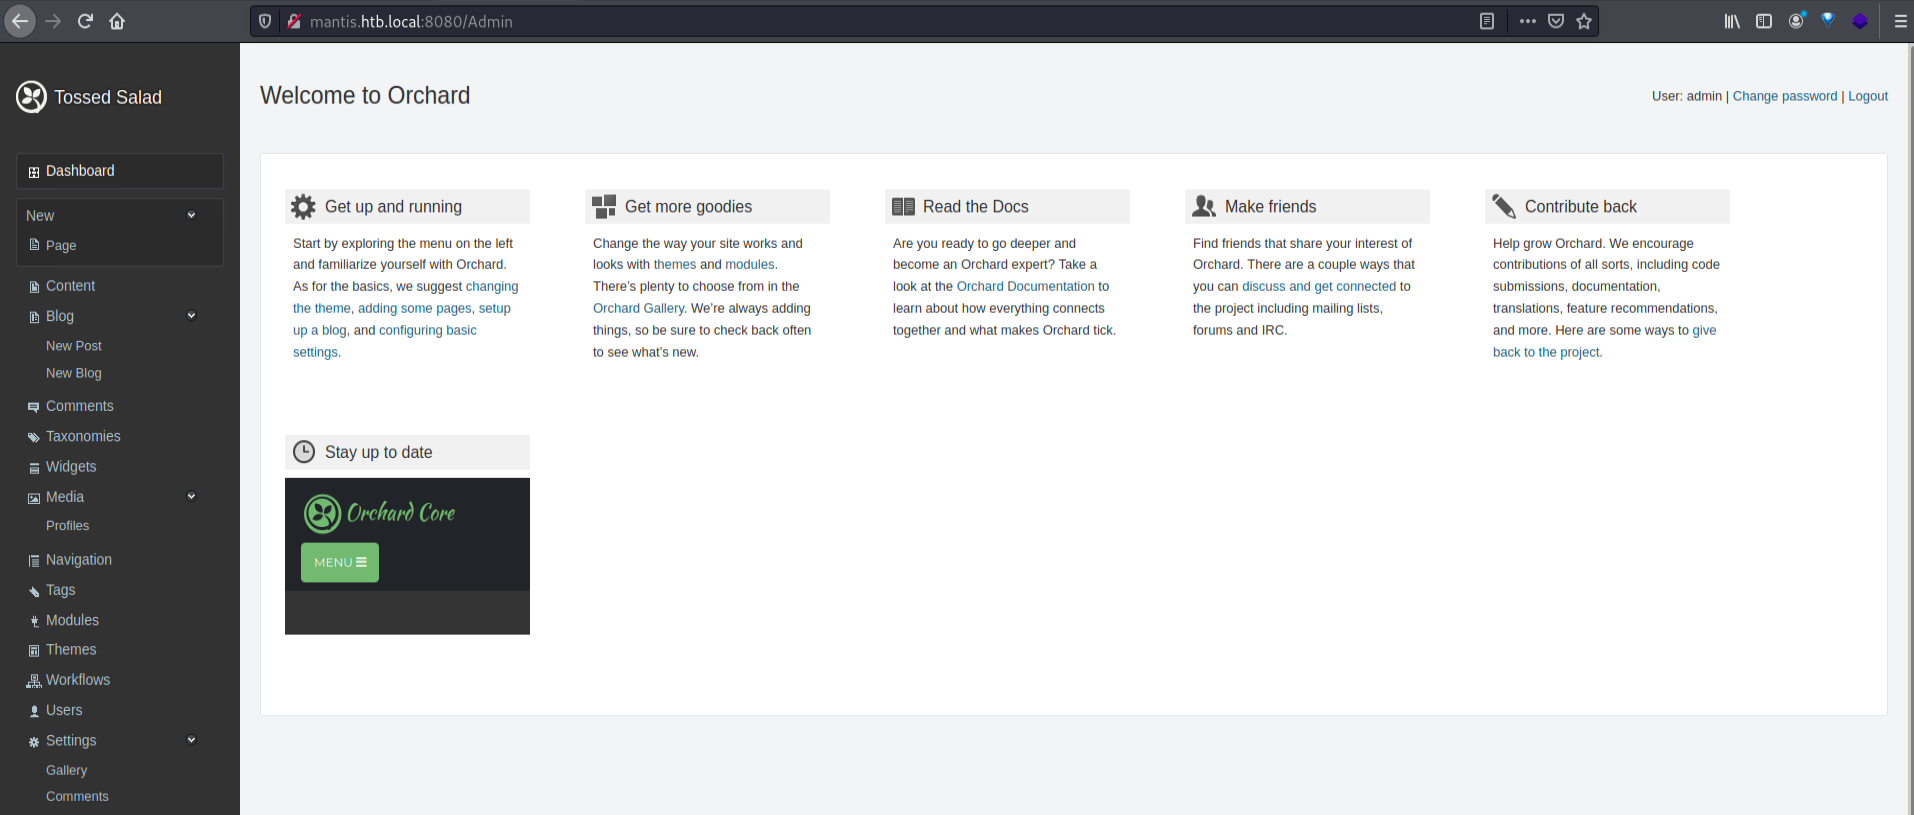 mantis.htb.local:8080/Admin
Tossed Salad
Welcome to Orchard
User: admin | Change password | Logout
Dashboard
New
Page
Content
Blog
New Post
New Blog
Comments
Taxonomies
Widgets
Media
Profiles
Navigation
Tags
Modules
Themes
Workflows
Users
Settings
Gallery
Comments
Get up and running
Start by exploring the menu on the left
and familiarize yourself with Orchard.
As for the basics, we suggest changing
the theme, adding some pages, setup
up a blog, and configuring basic
settings.
Get more goodies
Change the way your site works and
looks with themes and modules.
There's plenty to choose from in the
Orchard Gallery. We're always adding
things, so be sure to check back often
to see what's new.
Read the Docs
Are you ready to go deeper and
become an Orchard expert? Take a
look at the Orchard Documentation to
learn about how everything connects
together and what makes Orchard tick.
Make friends
Find friends that share your interest of
Orchard. There are a couple ways that
you can discuss and get connected to
the project including mailing lists,
forums and IRC.
Contribute back
Help grow Orchard. We encourage
contributions of all sorts, including code
submissions, documentation,
translations, feature recommendations,
and more. Here are some ways to give
back to the project.
Stay up to date
Orchard Core
MENU